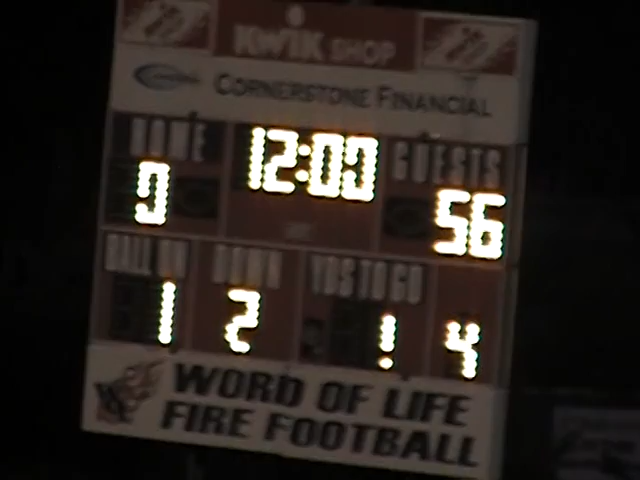 KWIK SHOP
CORNERSTONE FINANCIAL
HOME 12:00 GUESTS
0 56
BALL ON DOWN YDS TO GO
1 2 1 4
WORD OF LIFE
FIRE FOOTBALL